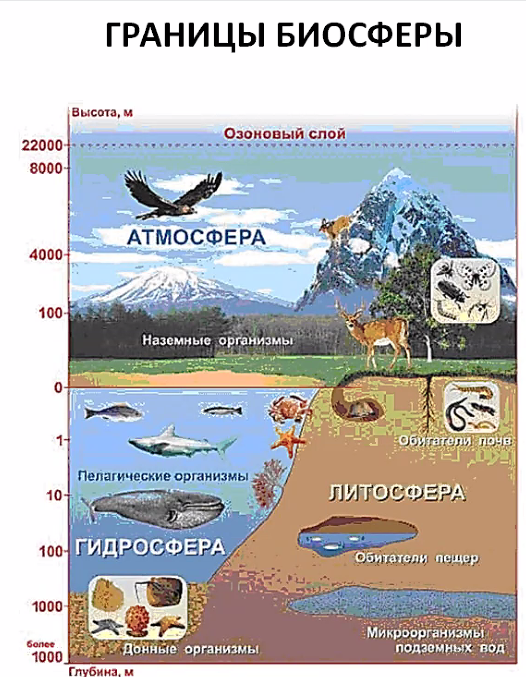 ГРАНИЦЫ БИОСФЕРЫ
Высота, м
Озоновый слой
22000
8000
АТМОСФЕРА
4000
100
Наземные организмы
0
1
Обитатели почв
Пелагические организмы
10
ЛИТОСФЕРА
ГИДРОСФЕРА
100
Обитатели пещер
1000
Микроорганизмы
подземных вод
более
1000
Донные организмы
Глубина, м